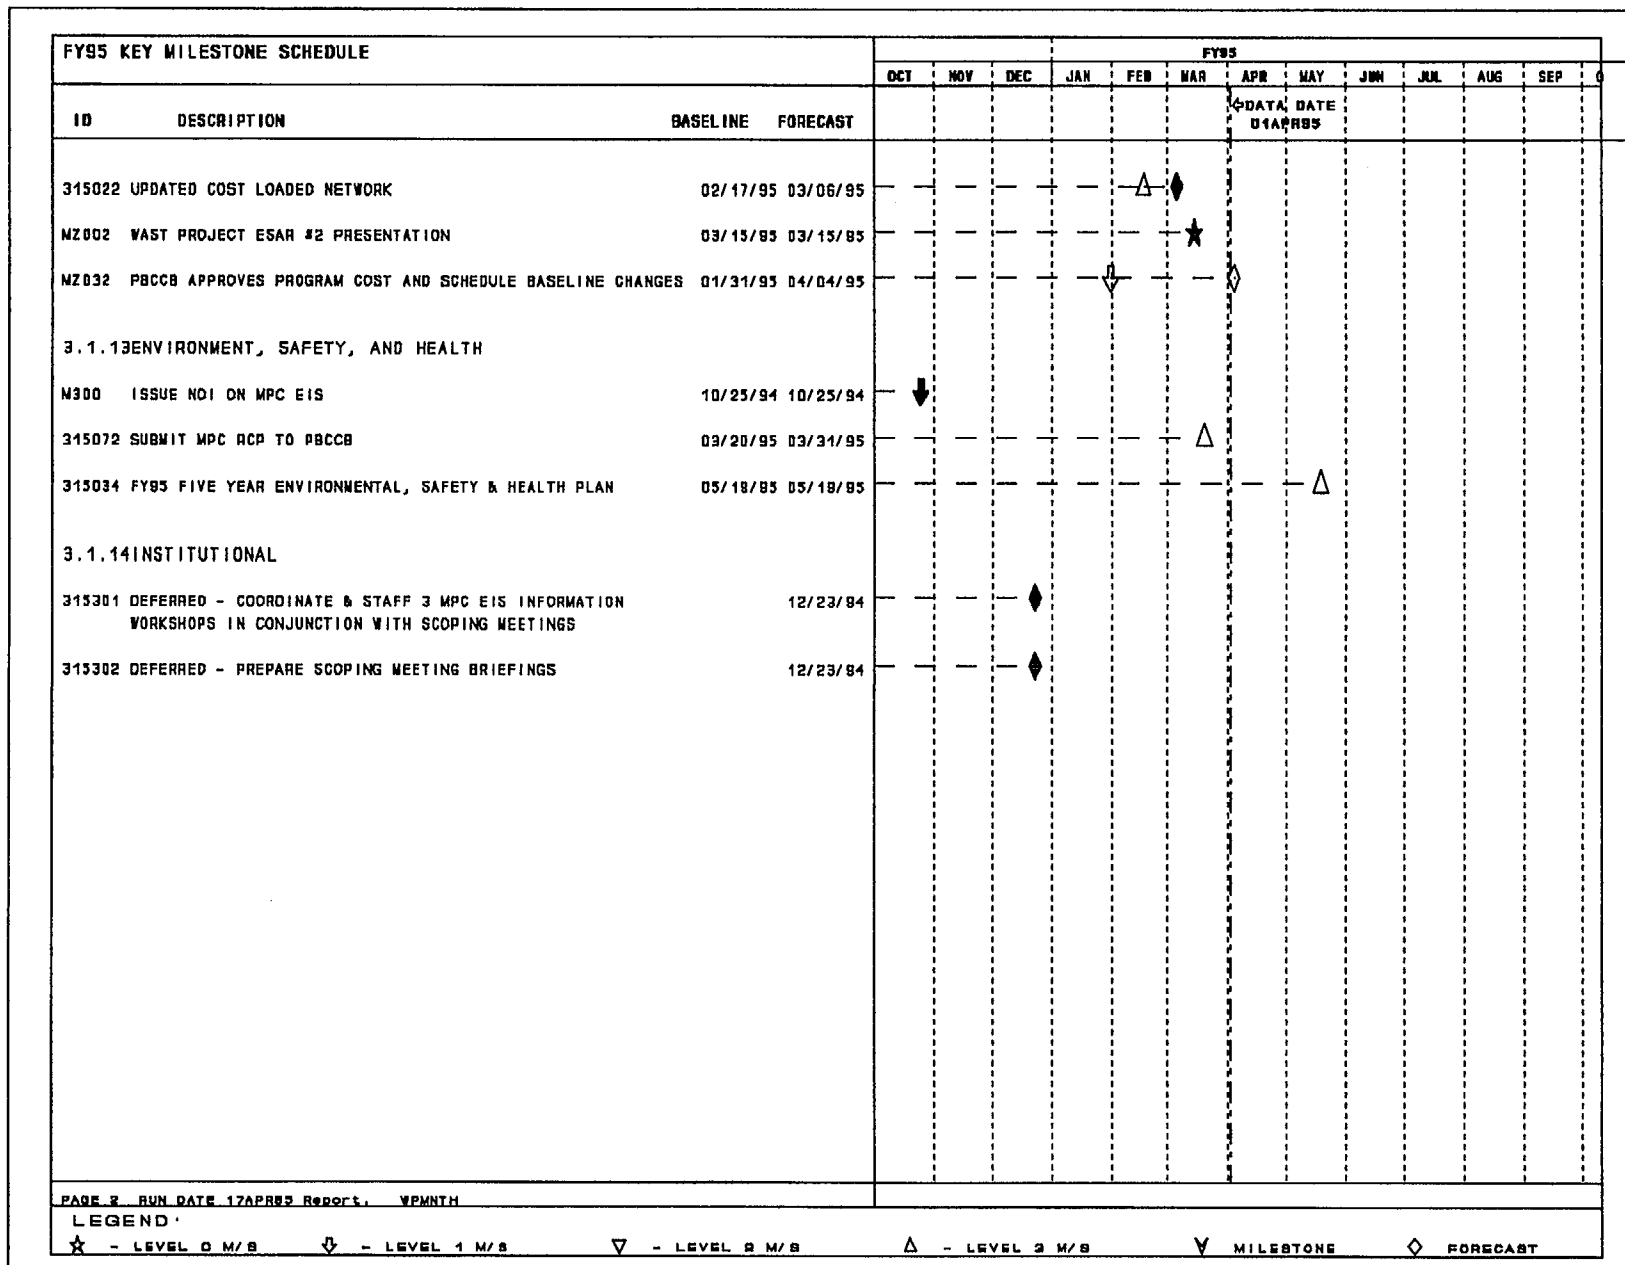 FY95 KEY MILESTONE SCHEDULE
FY95
OCT NOV DEC JAN FEB MAR APR MAY JUN JUL AUG SEP O
ID DESCRIPTION BASELINE FORECAST
DATA DATE
01APR95
315022 UPDATED COST LOADED NETWORK 02/17/95 03/06/95
MZ002 WAST PROJECT ESAR #2 PRESENTATION 03/15/95 03/15/95
MZ032 PBCCB APPROVES PROGRAM COST AND SCHEDULE BASELINE CHANGES 01/31/95 04/04/95
3.1.13ENVIRONMENT, SAFETY, AND HEALTH
M300 ISSUE NOI ON MPC EIS 10/25/94 10/25/94
315072 SUBMIT MPC RCP TO PBCCB 03/20/95 03/31/95
315034 FY95 FIVE YEAR ENVIRONMENTAL, SAFETY & HEALTH PLAN 05/18/95 05/18/95
3.1.14INSTITUTIONAL
315301 DEFERRED - COORDINATE & STAFF 3 MPC EIS INFORMATION 12/23/94
WORKSHOPS IN CONJUNCTION WITH SCOPING MEETINGS
315302 DEFERRED - PREPARE SCOPING MEETING BRIEFINGS 12/23/94
PAGE 2 RUN DATE 17APR95 Report. WPMNTH
LEGEND
- LEVEL 0 M/S - LEVEL 1 M/S - LEVEL 2 M/S - LEVEL 3 M/S MILESTONE FORECAST